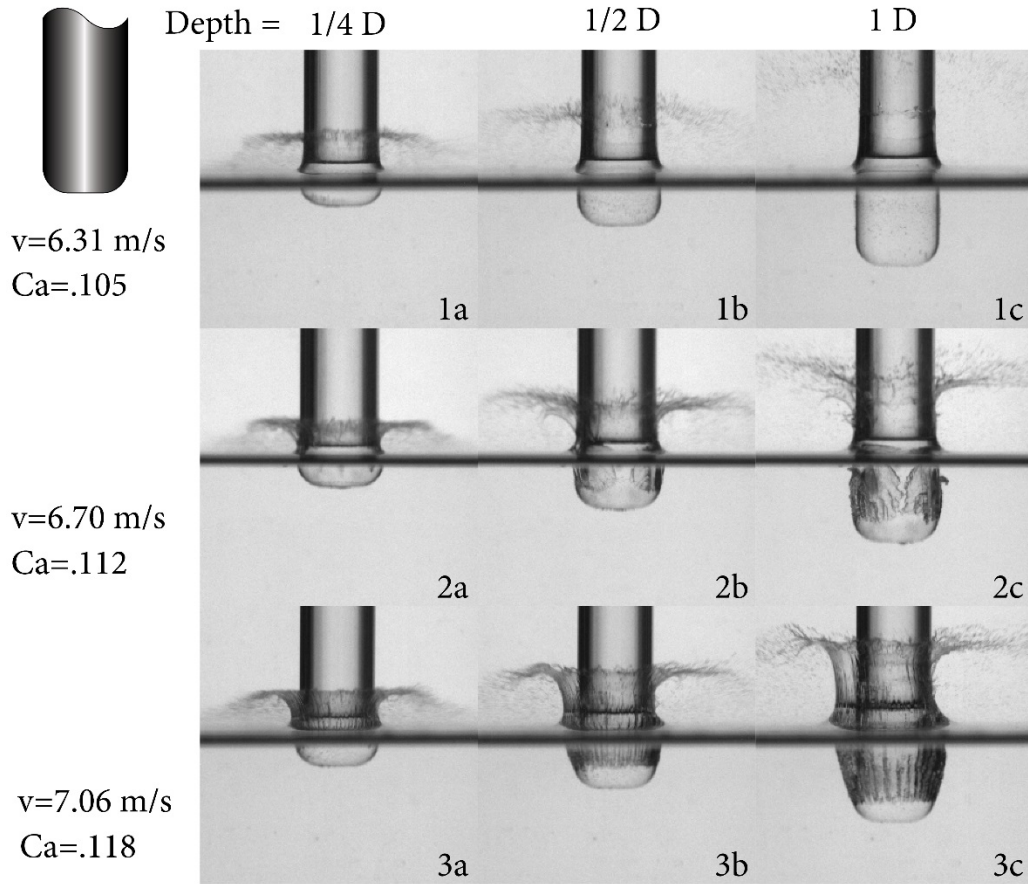 Depth = 1/4 D 1/2 D 1 D
v=6.31 m/s
Ca=.105
1a 1b 1c
v=6.70 m/s
Ca=.112
2a 2b 2c
v=7.06 m/s
Ca=.118
3a 3b 3c